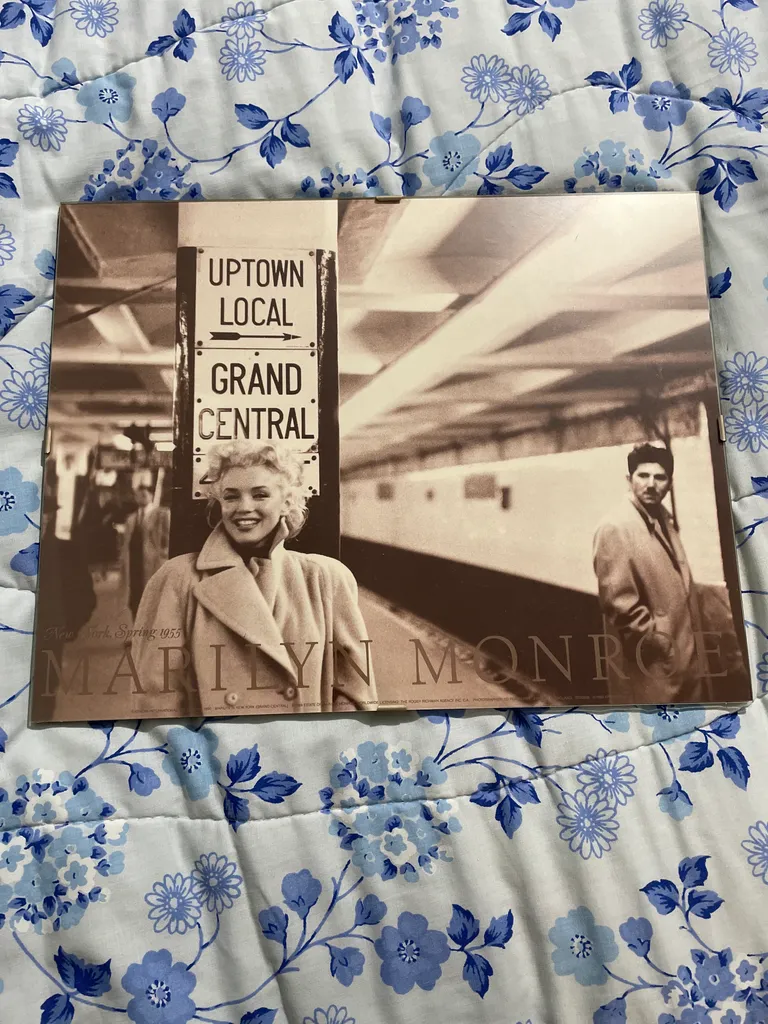 UPTOWN
LOCAL
GRAND
CENTRAL
New York, Spring 1955
MARILYN MONROE